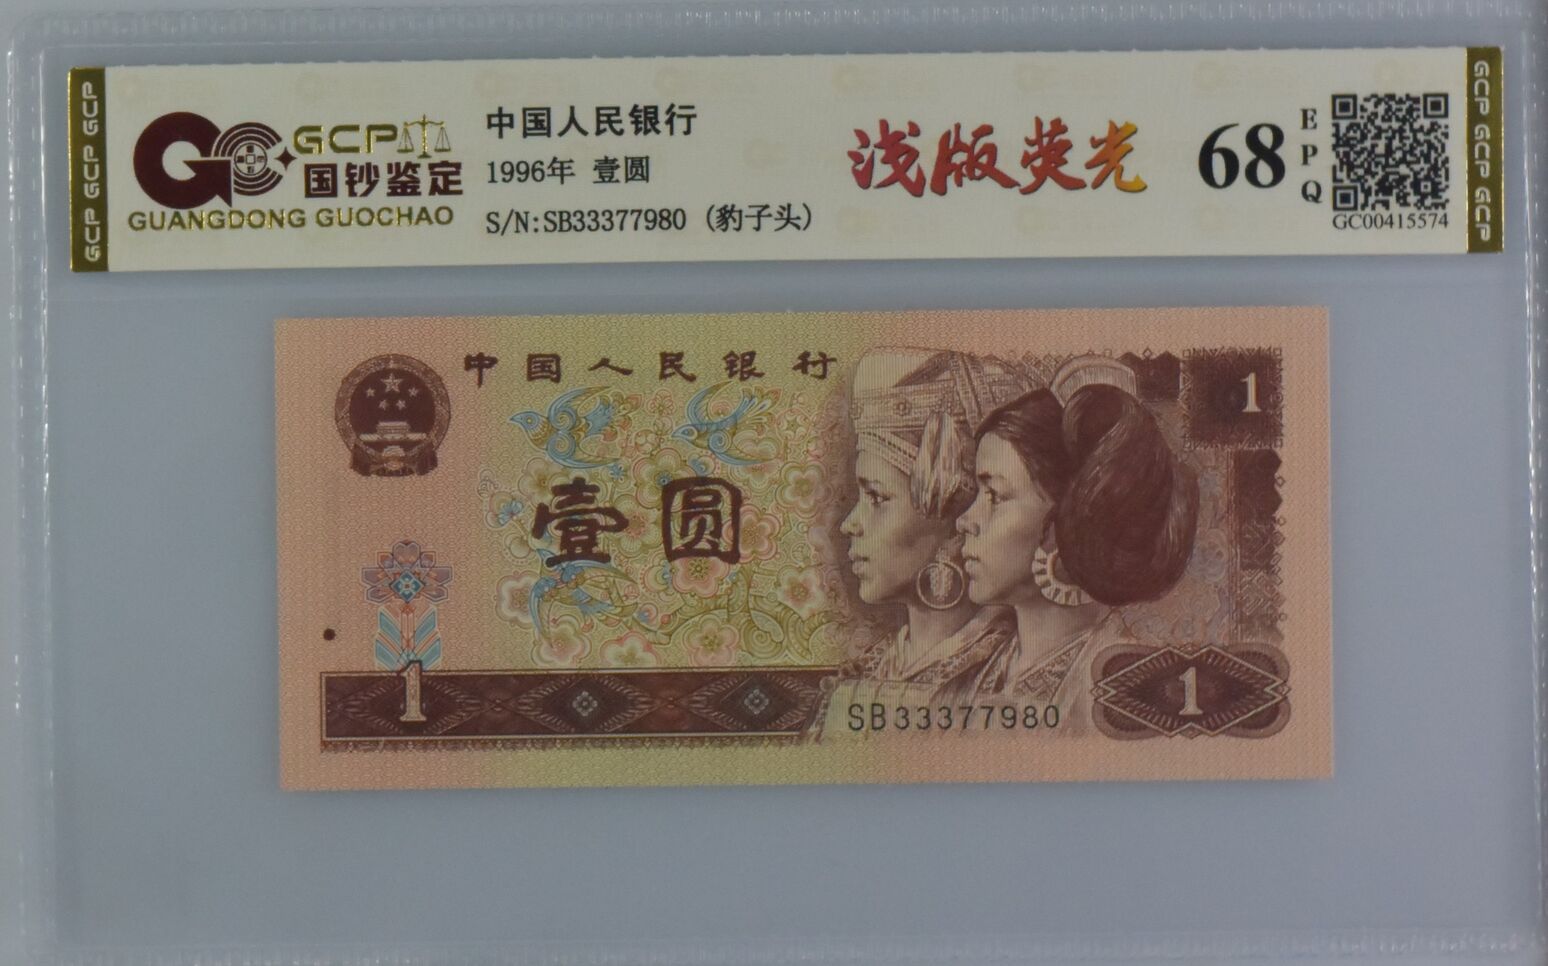 GCP GCP GCP
GCP
国钞鉴定
GUANGDONG GUOCHAO
中国人民银行
1996年 壹圆
S/N:SB33377980 (豹子头)
浅版荧光
68
EPQ
GC00415574
GCP GCP GCP
中国人民银行
1
壹圆
1
SB33377980
1